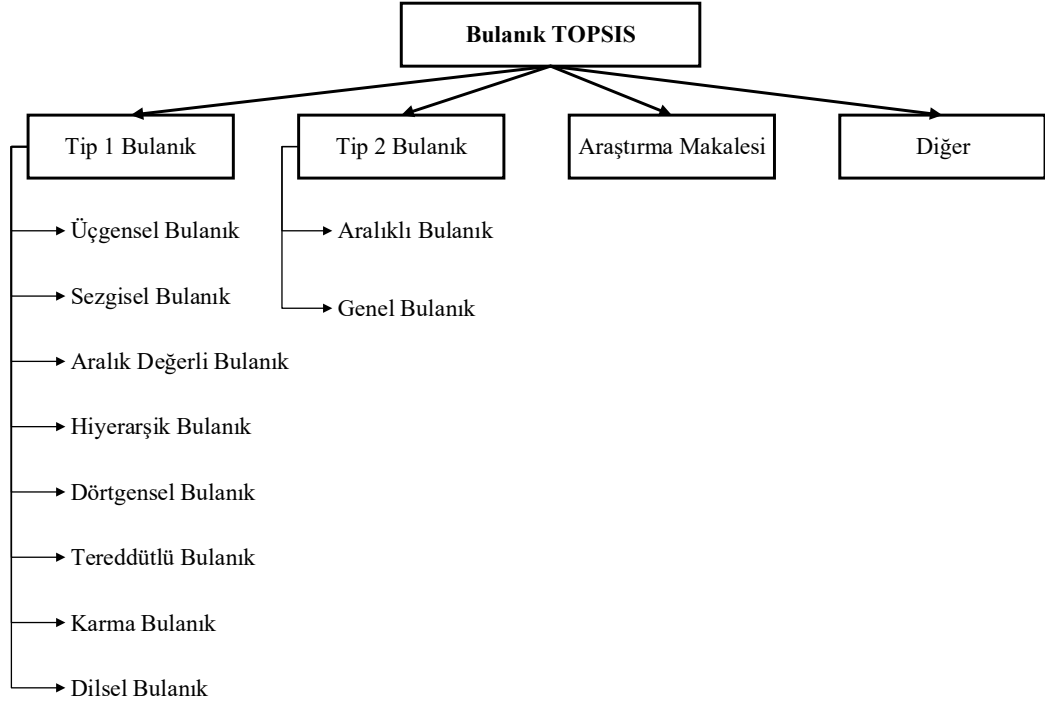 Bulanık TOPSIS
Tip 1 Bulanık
Tip 2 Bulanık
Araştırma Makalesi
Diğer
Üçgensel Bulanık
Sezgisel Bulanık
Aralık Değerli Bulanık
Hiyerarşik Bulanık
Dörtgensel Bulanık
Tereddütlü Bulanık
Karma Bulanık
Dilsel Bulanık
Aralıklı Bulanık
Genel Bulanık